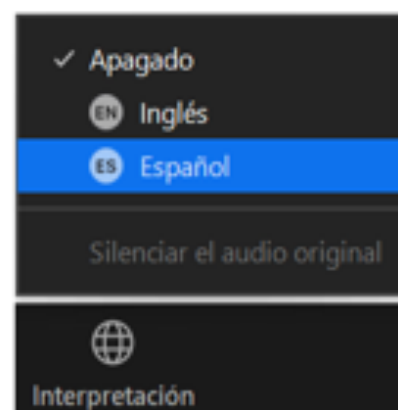 Apagado
EN Inglés
ES Español
Silenciar el audio original
Interpretación